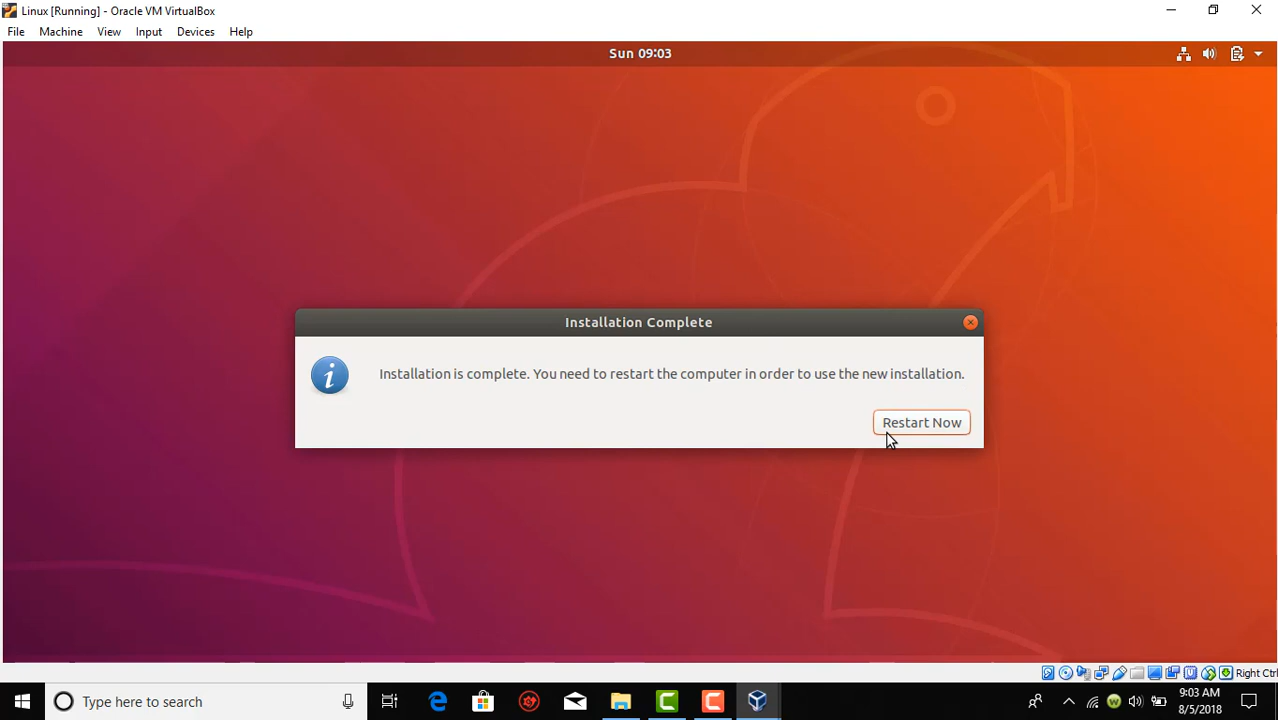 Linux [Running] - Oracle VM VirtualBox
File Machine View Input Devices Help
Sun 09:03
Installation Complete
Installation is complete. You need to restart the computer in order to use the new installation.
Restart Now
Right Ctrl
Type here to search
9:03 AM
8/5/2018